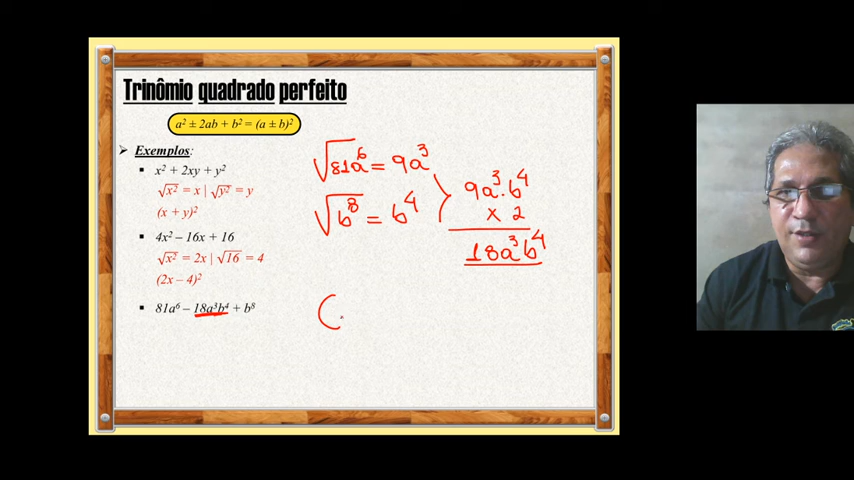 Trinômio quadrado perfeito
a² ± 2ab + b² = (a ± b)²
Exemplos:
x² + 2xy + y²
√x² = x | √y² = y
(x + y)²
4x² – 16x + 16
√x² = 2x | √16 = 4
(2x – 4)²
81a⁶ – 18a³b⁴ + b⁸
√81a⁶ = 9a³
√b⁸ = b⁴
9a³·b⁴
x 2
18a³b⁴
(